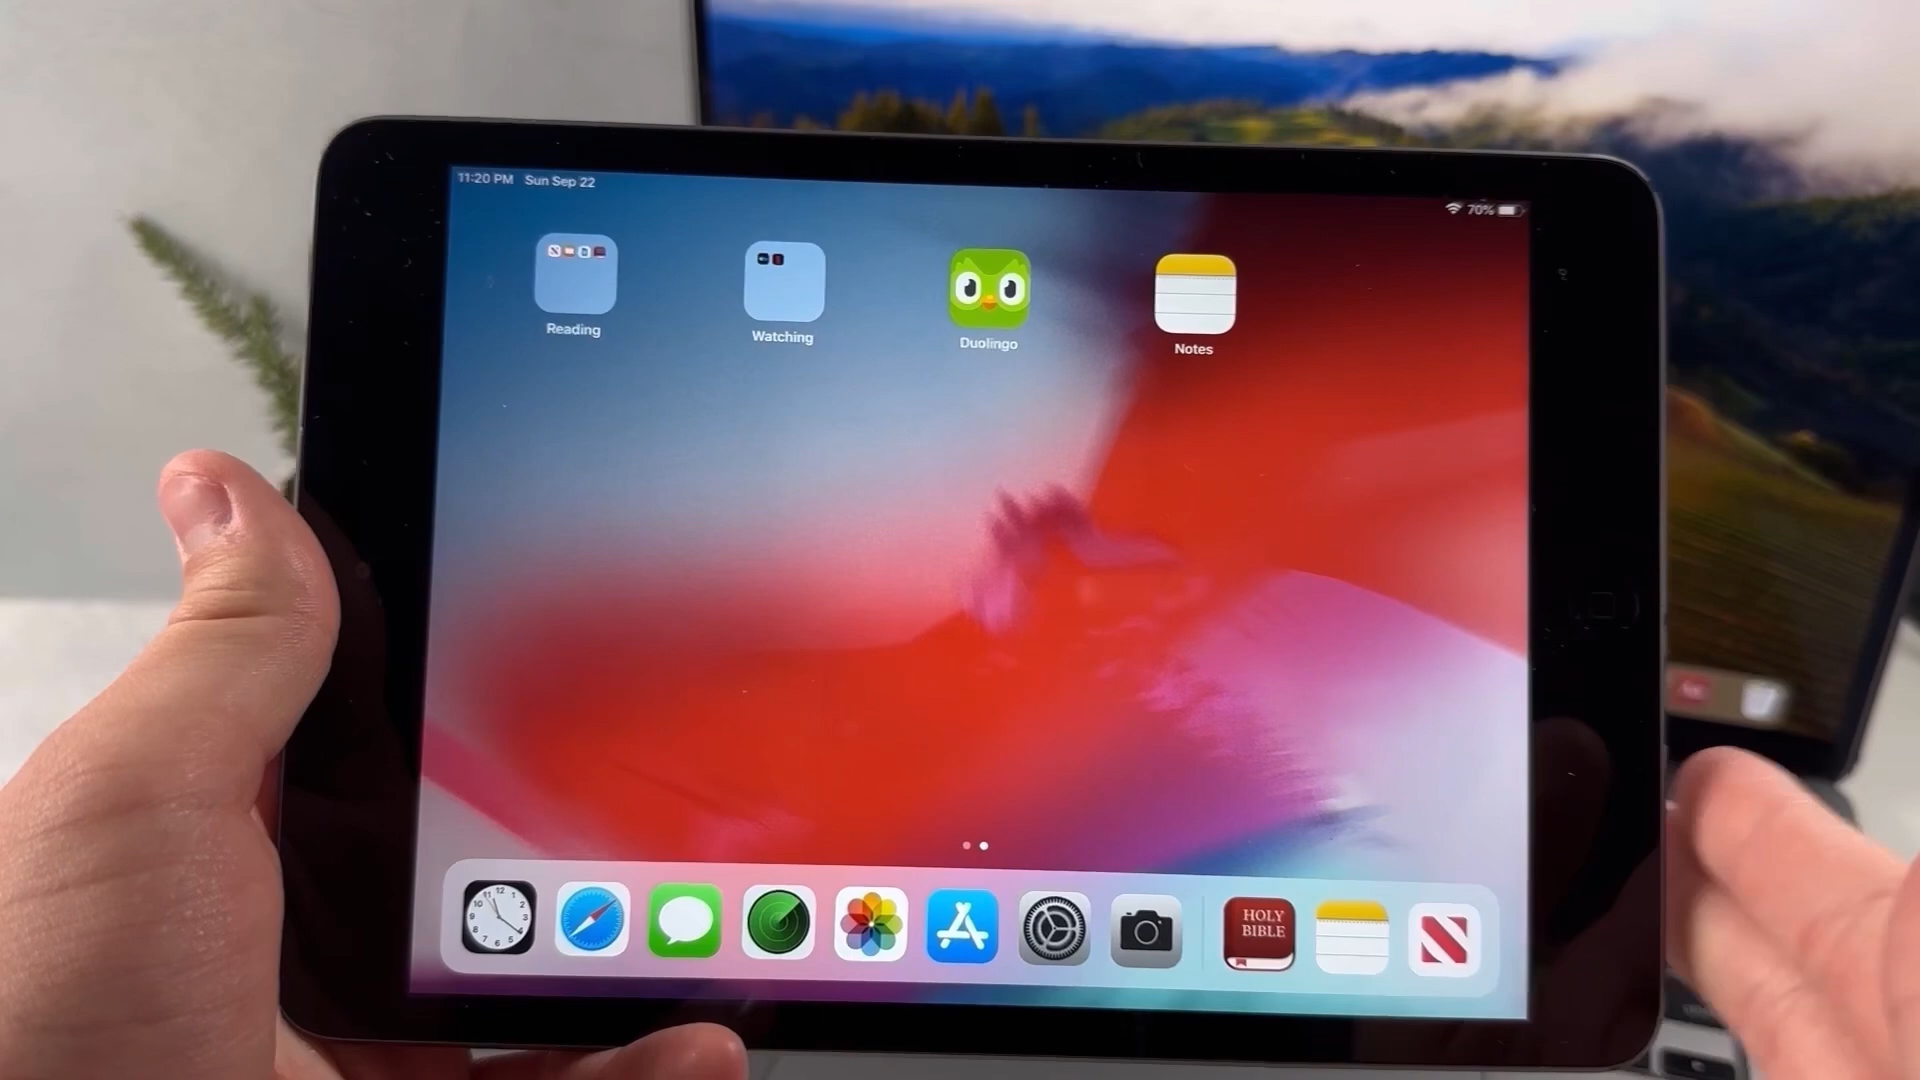 11:20 PM Sun Sep 22
70%
Reading
Watching
Duolingo
Notes
HOLY
BIBLE